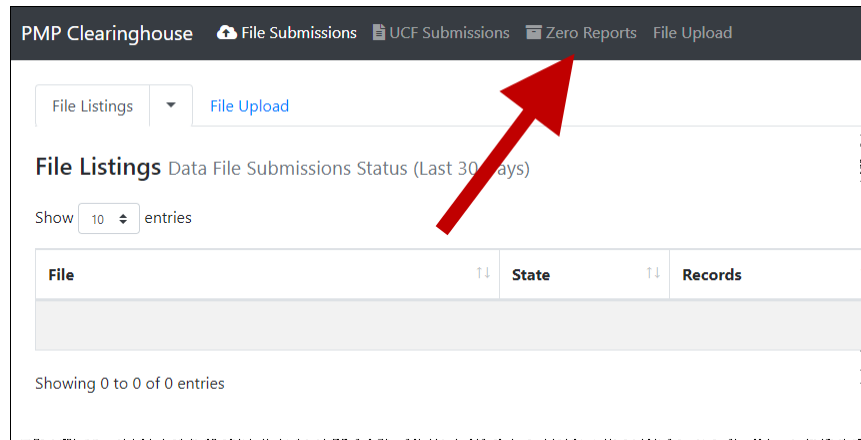 PMP Clearinghouse File Submissions UCF Submissions Zero Reports File Upload
File Listings File Upload
File Listings Data File Submissions Status (Last 30 Days)
Show 10 entries
File State Records
Showing 0 to 0 of 0 entries